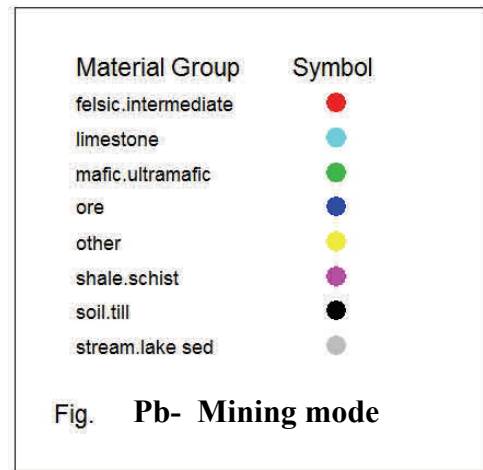 Material Group Symbol
felsic.intermediate
limestone
mafic.ultramafic
ore
other
shale.schist
soil.till
stream.lake sed
Fig. Pb- Mining mode